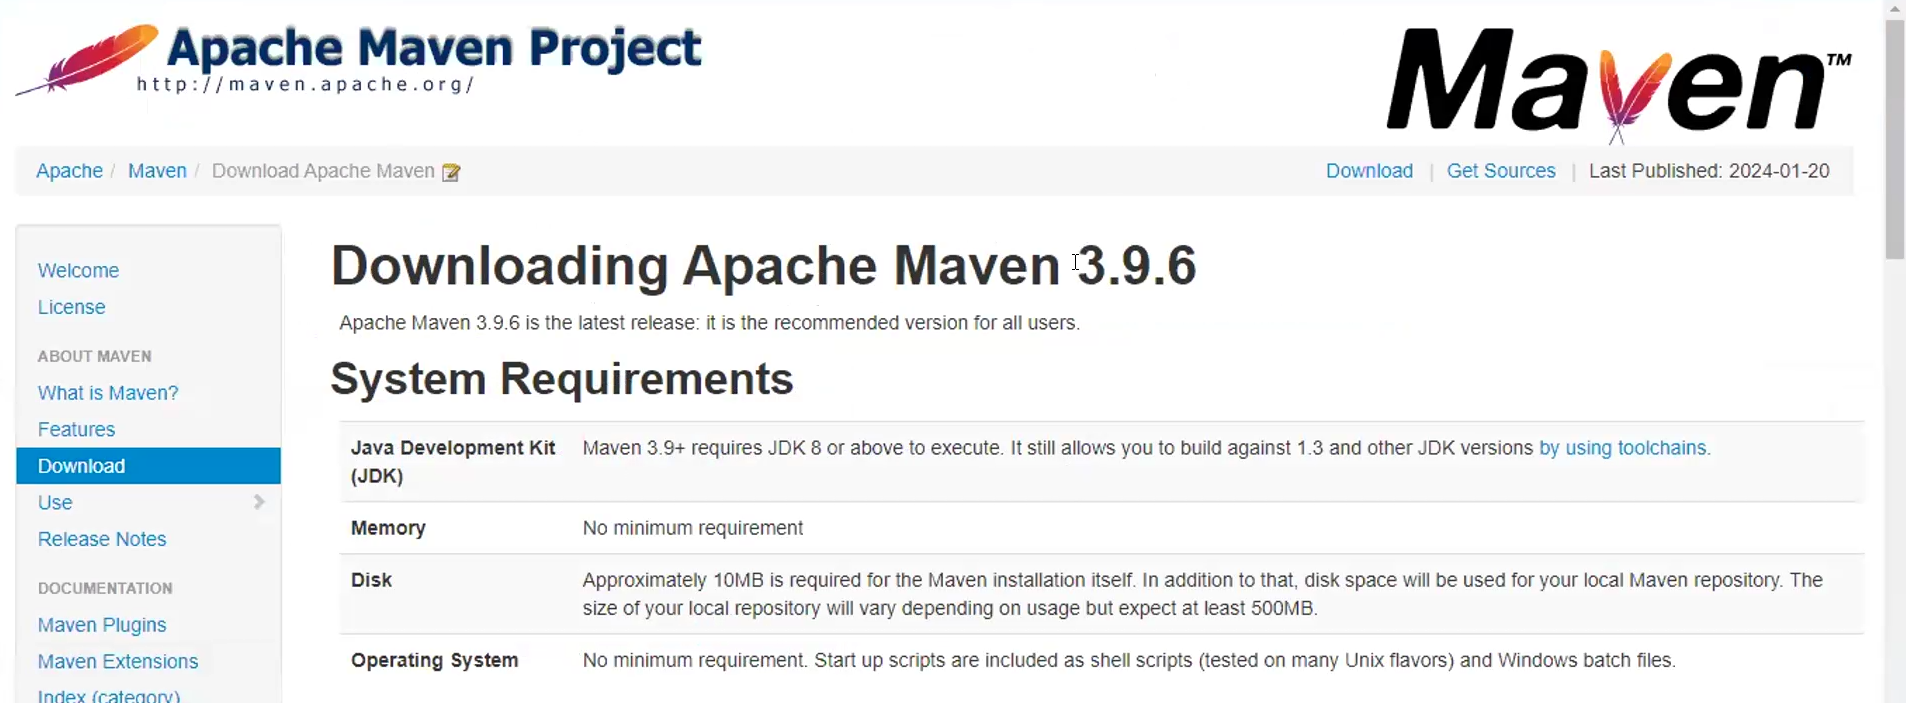 Apache Maven Project
http://maven.apache.org/
Maven™
Apache / Maven / Download Apache Maven
Download | Get Sources | Last Published: 2024-01-20
Welcome
License
ABOUT MAVEN
What is Maven?
Features
Download
Use
Release Notes
DOCUMENTATION
Maven Plugins
Maven Extensions
Index (category)
Downloading Apache Maven 3.9.6
Apache Maven 3.9.6 is the latest release: it is the recommended version for all users.
System Requirements
Java Development Kit
(JDK)
Maven 3.9+ requires JDK 8 or above to execute. It still allows you to build against 1.3 and other JDK versions by using toolchains.
Memory
No minimum requirement
Disk
Approximately 10MB is required for the Maven installation itself. In addition to that, disk space will be used for your local Maven repository. The
size of your local repository will vary depending on usage but expect at least 500MB.
Operating System
No minimum requirement. Start up scripts are included as shell scripts (tested on many Unix flavors) and Windows batch files.